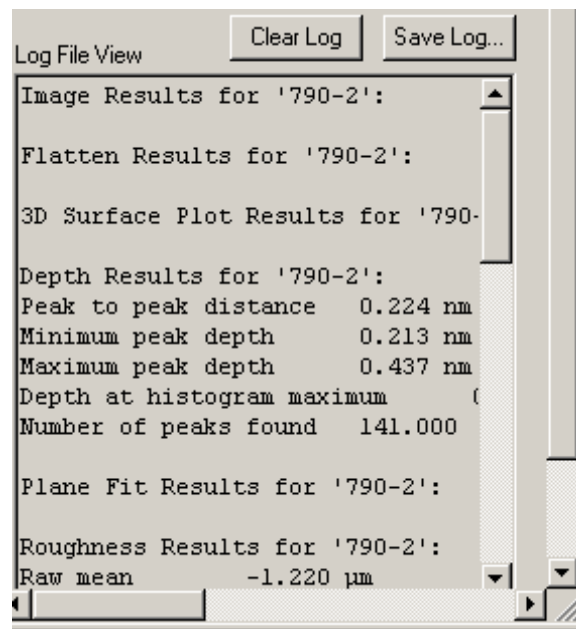 Clear Log
Save Log...
Log File View
Image Results for '790-2':
Flatten Results for '790-2':
3D Surface Plot Results for '790-
Depth Results for '790-2':
Peak to peak distance 0.224 nm
Minimum peak depth 0.213 nm
Maximum peak depth 0.437 nm
Depth at histogram maximum
Number of peaks found 141.000
Plane Fit Results for '790-2':
Roughness Results for '790-2':
Raw mean -1.220 µm